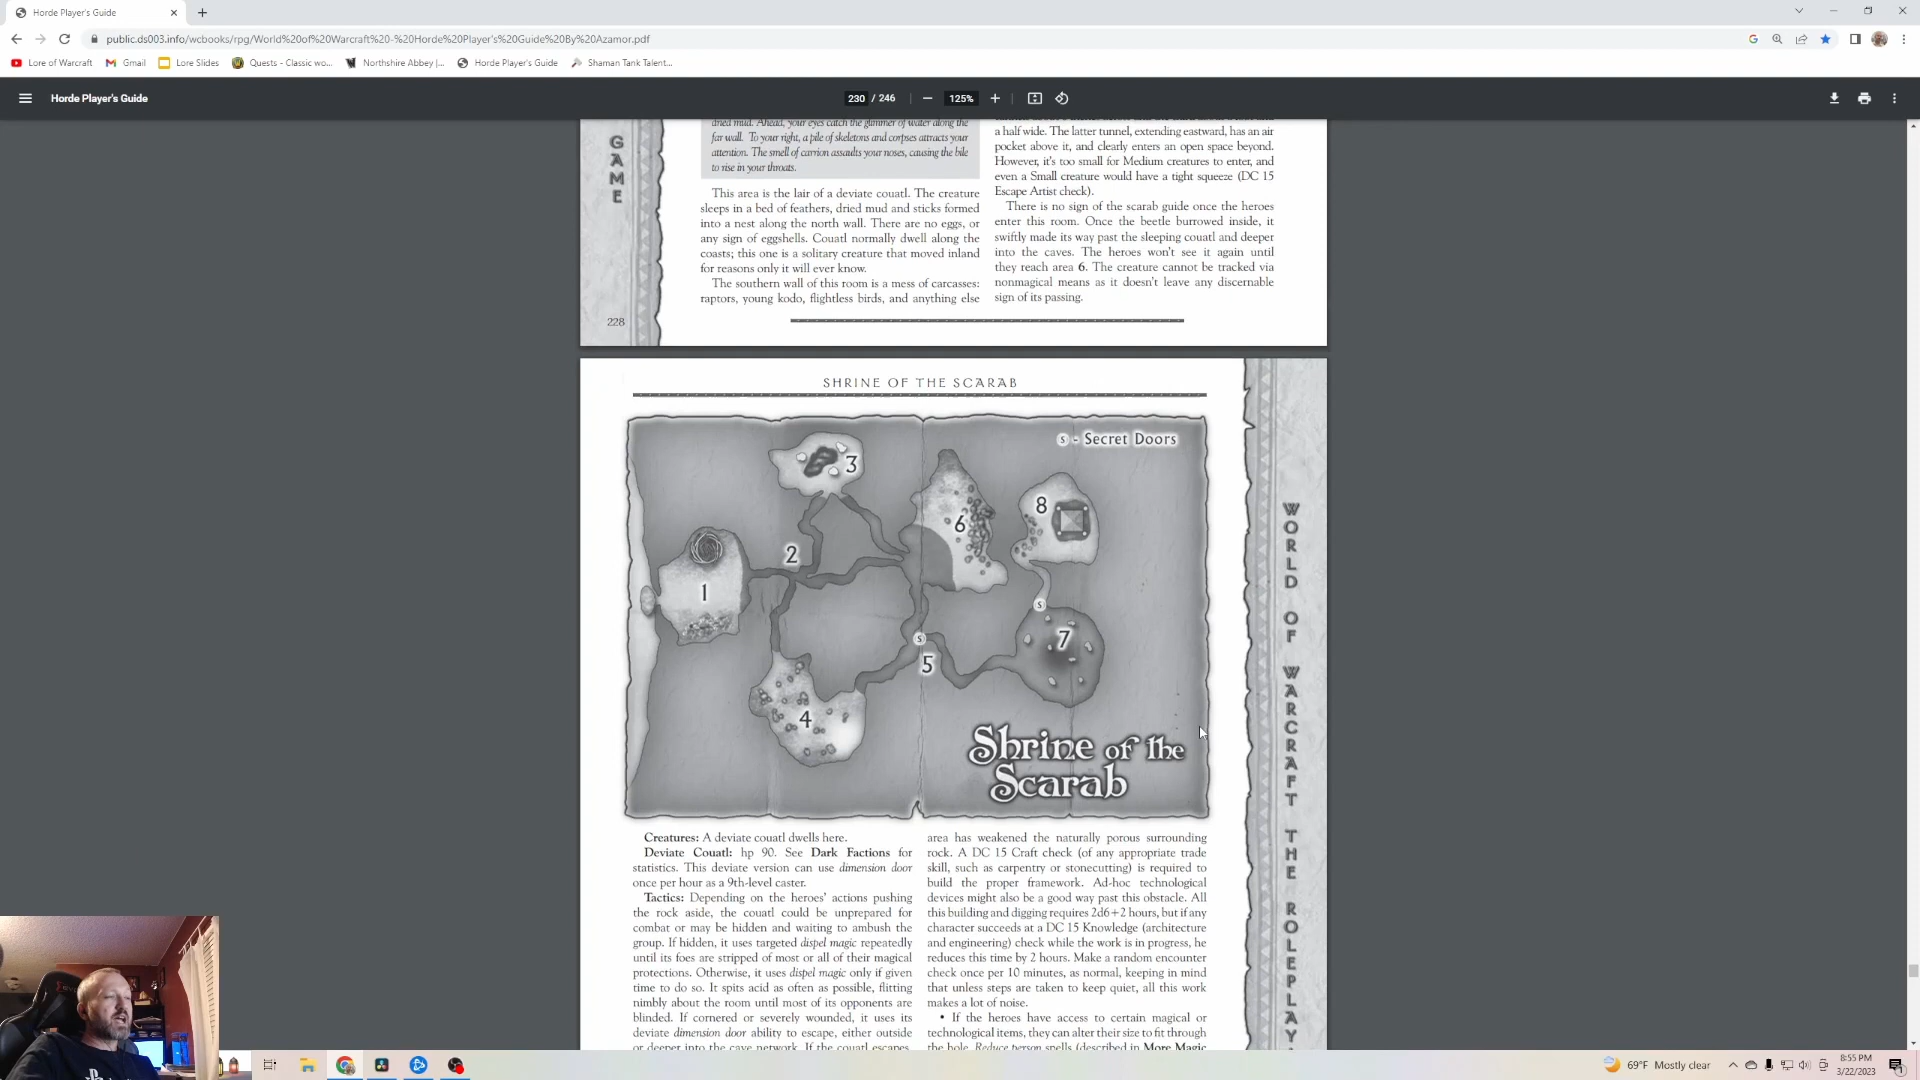 Horde Player's Guide
public.ds003.info/wcbooks/rpg/World%20of%20Warcraft%20-%20Horde%20Player's%20Guide%20By%20Azamor.pdf
Lore of Warcraft
Gmail
Lore Slides
Quests - Classic wo...
Northshire Abbey |...
Horde Player's Guide
Shaman Tank Talent...
Horde Player's Guide
230 / 246
125%
GAME
dried mud. Ahead, your eyes catch the glimmer of water along the
far wall. To your right, a pile of skeletons and corpses attracts your
attention. The smell of carrion assaults your noses, causing the bile
to rise in your throats.
This area is the lair of a deviate couatl. The creature
sleeps in a bed of feathers, dried mud and sticks formed
into a nest along the north wall. There are no eggs, or
any sign of eggshells. Couatl normally dwell along the
coasts; this one is a solitary creature that moved inland
for reasons only it will ever know.
The southern wall of this room is a mess of carcasses:
raptors, young kodo, flightless birds, and anything else
a half wide. The latter tunnel, extending eastward, has an air
pocket above it, and clearly enters an open space beyond.
However, it's too small for Medium creatures to enter, and
even a Small creature would have a tight squeeze (DC 15
Escape Artist check).
There is no sign of the scarab guide once the heroes
enter this room. Once the beetle burrowed inside, it
swiftly made its way past the sleeping couatl and deeper
into the caves. The heroes won't see it again until
they reach area 6. The creature cannot be tracked via
nonmagical means as it doesn't leave any discernable
sign of its passing.
228
SHRINE OF THE SCARAB
S - Secret Doors
3
8
6
2
1
S
7
S
5
4
Shrine of the
Scarab
WORLD OF WARCRAFT THE ROLEPLAY
Creatures: A deviate couatl dwells here.
Deviate Couatl: hp 90. See Dark Factions for
statistics. This deviate version can use dimension door
once per hour as a 9th-level caster.
Tactics: Depending on the heroes' actions pushing
the rock aside, the couatl could be unprepared for
combat or may be hidden and waiting to ambush the
group. If hidden, it uses targeted dispel magic repeatedly
until its foes are stripped of most or all of their magical
protections. Otherwise, it uses dispel magic only if given
time to do so. It spits acid as often as possible, flitting
nimbly about the room until most of its opponents are
blinded. If cornered or severely wounded, it uses its
deviate dimension door ability to escape, either outside
or deeper into the cave network. If the couatl escapes,
area has weakened the naturally porous surrounding
rock. A DC 15 Craft check (of any appropriate trade
skill, such as carpentry or stonecutting) is required to
build the proper framework. Ad-hoc technological
devices might also be a good way past this obstacle. All
this building and digging requires 2d6+2 hours, but if any
character succeeds at a DC 15 Knowledge (architecture
and engineering) check while the work is in progress, he
reduces this time by 2 hours. Make a random encounter
check once per 10 minutes, as normal, keeping in mind
that unless steps are taken to keep quiet, all this work
makes a lot of noise.
• If the heroes have access to certain magical or
technological items, they can alter their size to fit through
the hole. Reduce person spells (described in More Magic
69°F Mostly clear
8:55 PM
3/22/2023